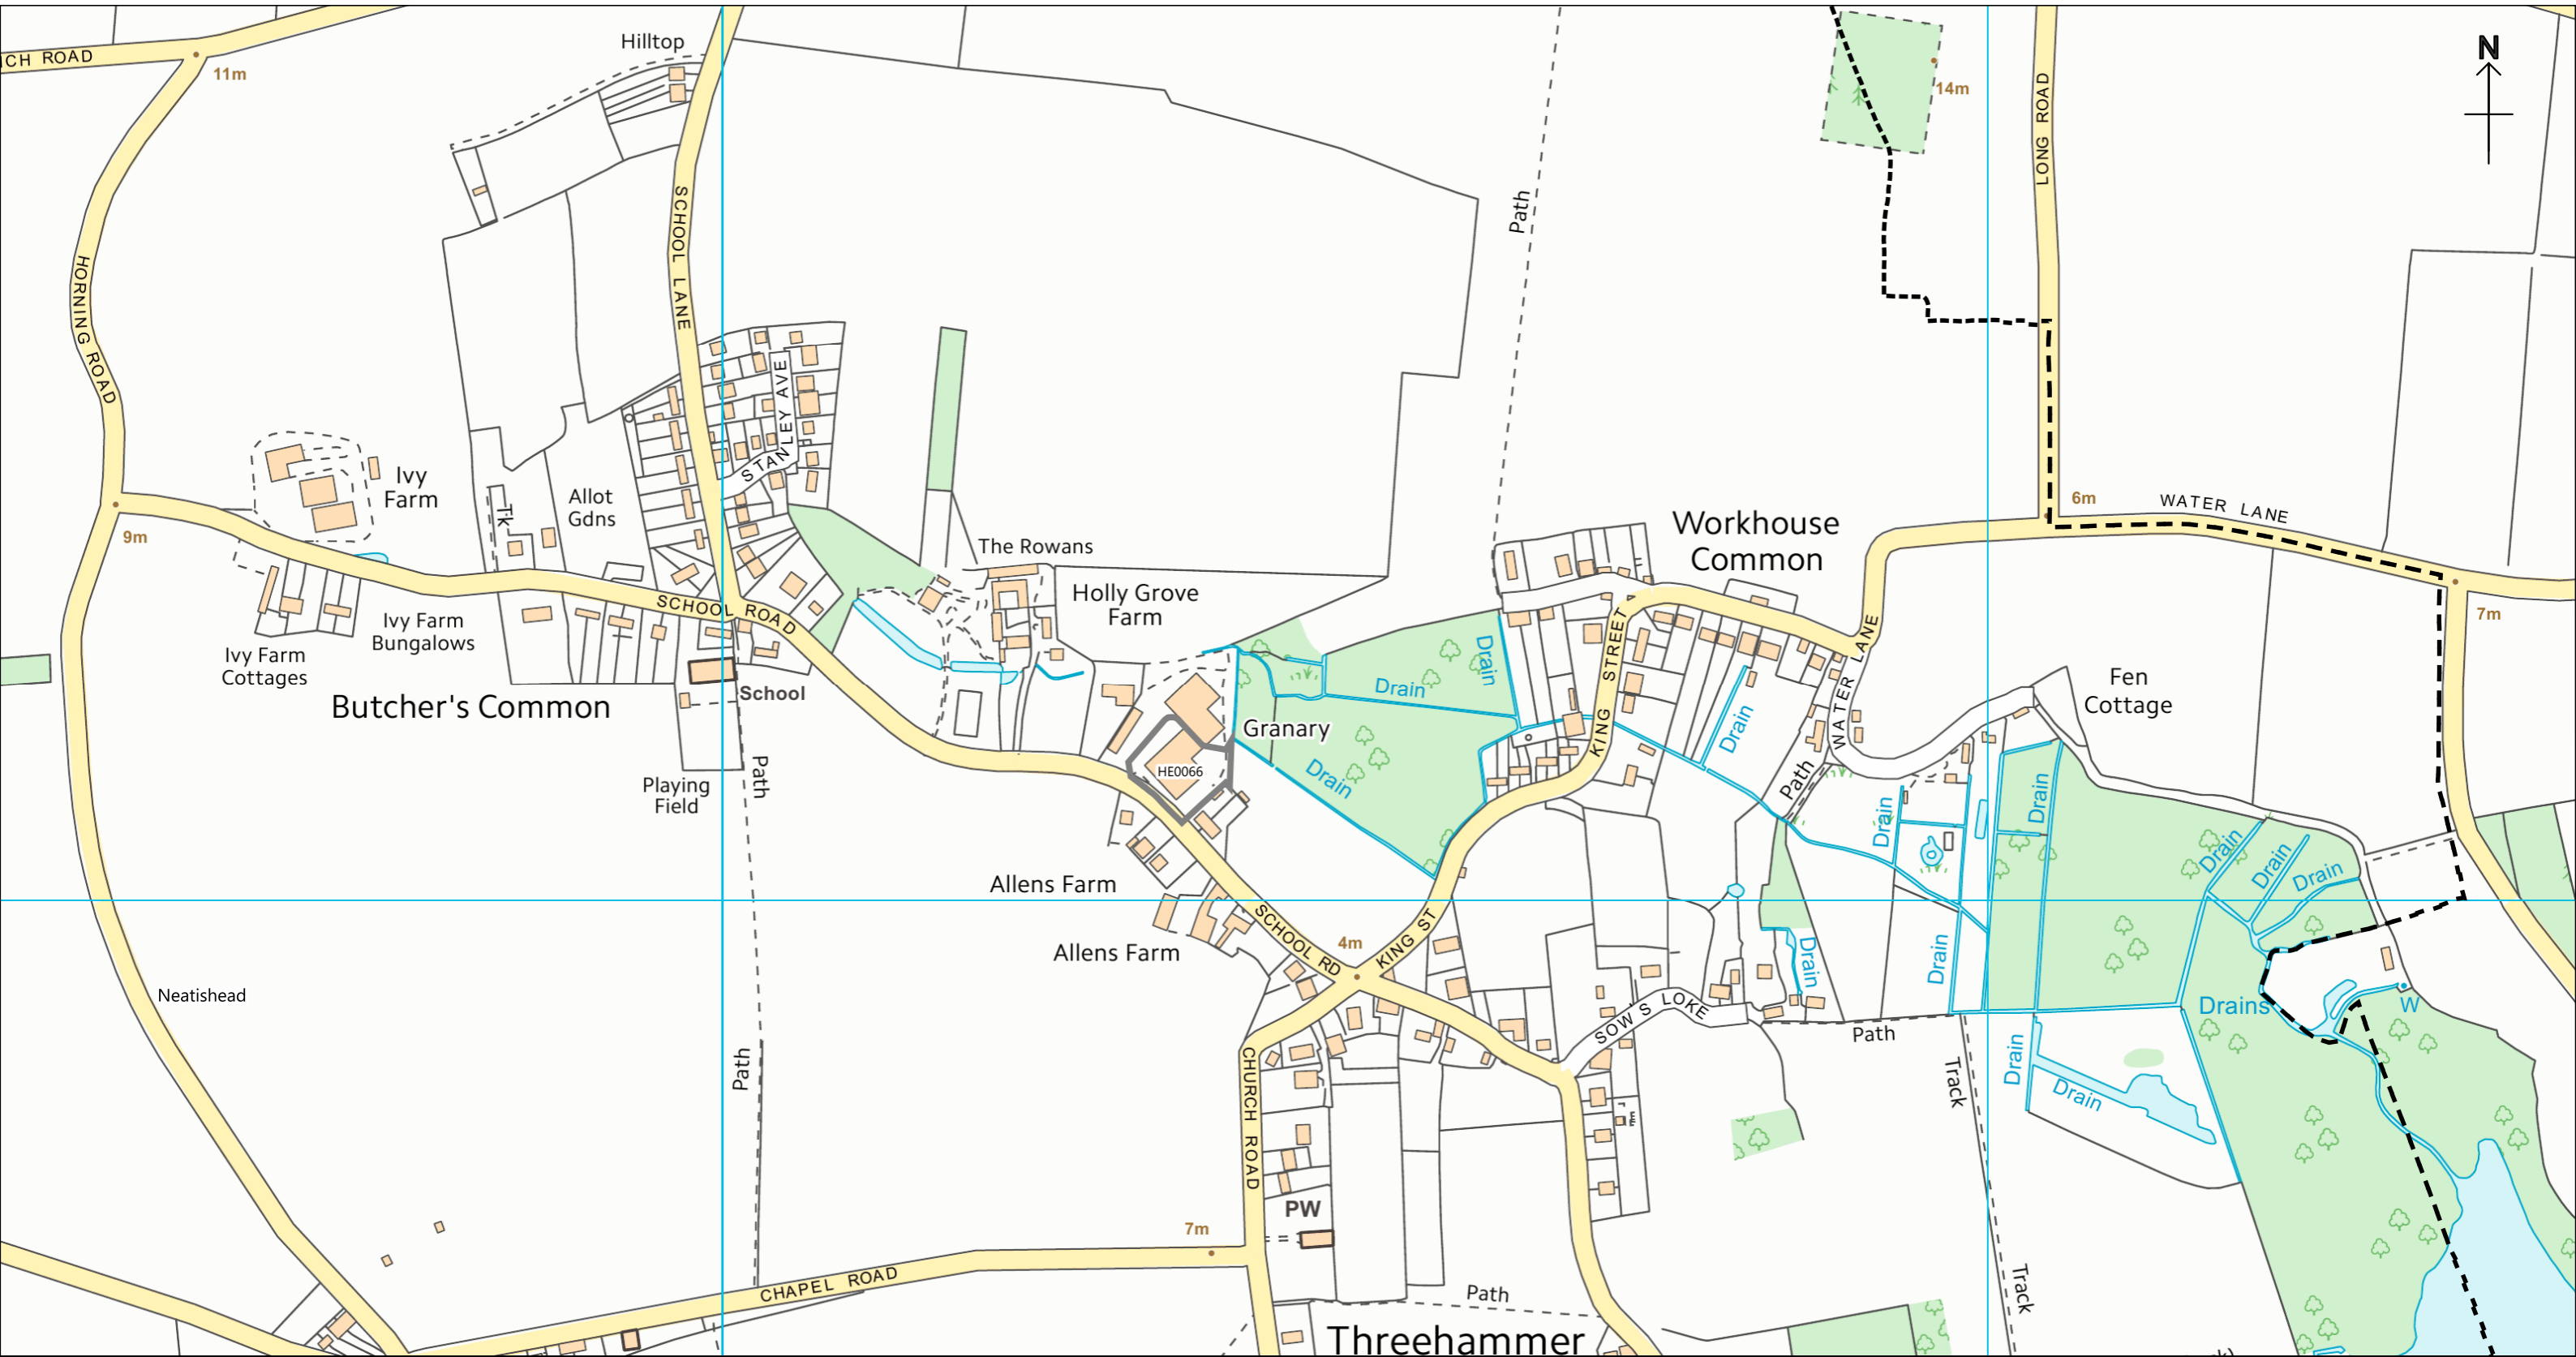 Hilltop
N
ICH ROAD
11m
14m
LONG ROAD
SCHOOL LANE
Path
HORNING ROAD
STANLEY AVE
Ivy
Farm
Allot
Gdns
Tk
9m
6m
WATER LANE
Workhouse
Common
The Rowans
Holly Grove
Farm
SCHOOL ROAD
Ivy Farm
Bungalows
Ivy Farm
Cottages
7m
KING STREET
WATER LANE
Drain
Drain
Drain
Fen
Cottage
School
Butcher's Common
Granary
HE0066
Drain
Path
Playing
Field
Path
Drain
Drain
Drain
Drain
Drain
Allens Farm
SCHOOL RD
4m
KING ST
Allens Farm
Drain
Drain
Neatishead
Drains
W
SOW'S LOKE
Path
Path
CHURCH ROAD
Track
Drain
Drain
PW
7m
CHAPEL ROAD
Path
Track
Threehammer